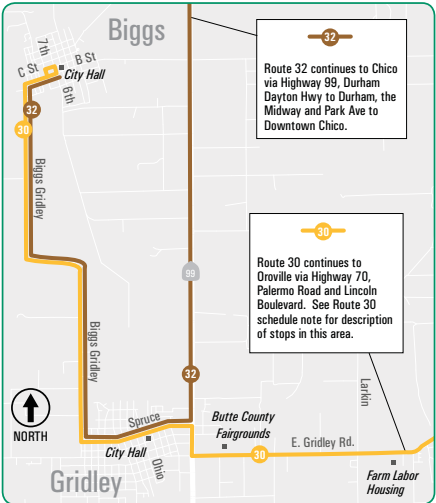 Biggs
7th
B St
C St
City Hall
6th
32
30
Biggs Gridley
32
Route 32 continues to Chico
via Highway 99, Durham
Dayton Hwy to Durham, the
Midway and Park Ave to
Downtown Chico.
30
Route 30 continues to
Oroville via Highway 70,
Palermo Road and Lincoln
Boulevard. See Route 30
schedule note for description
of stops in this area.
99
Biggs Gridley
32
Larkin
NORTH
Spruce
City Hall
Ohio
Butte County
Fairgrounds
E. Gridley Rd.
30
Gridley
Farm Labor
Housing
32